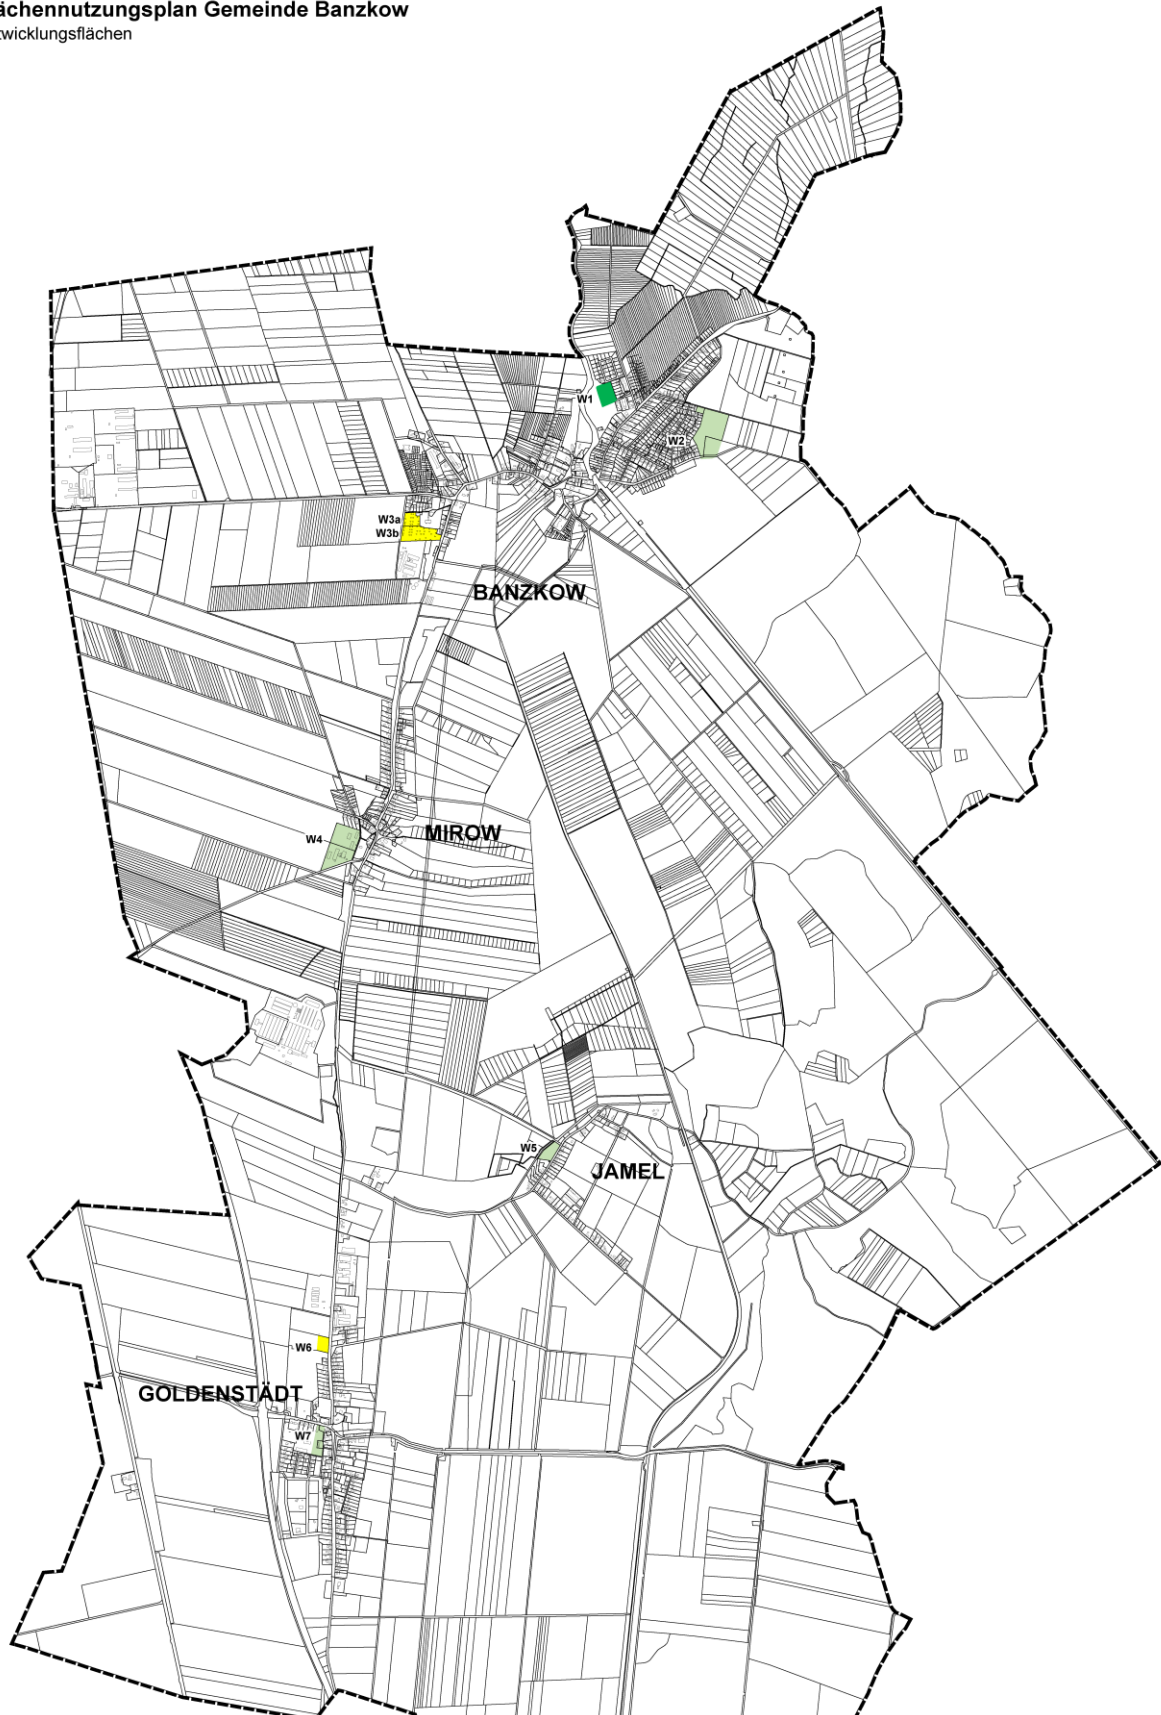 ächennutzungsplan Gemeinde Banzkow
twicklungsflächen
W1
W2
W3a
W3b
BANZKOW
MIROW
W4
W5
JAMEL
W6
GOLDENSTÄDT
W7